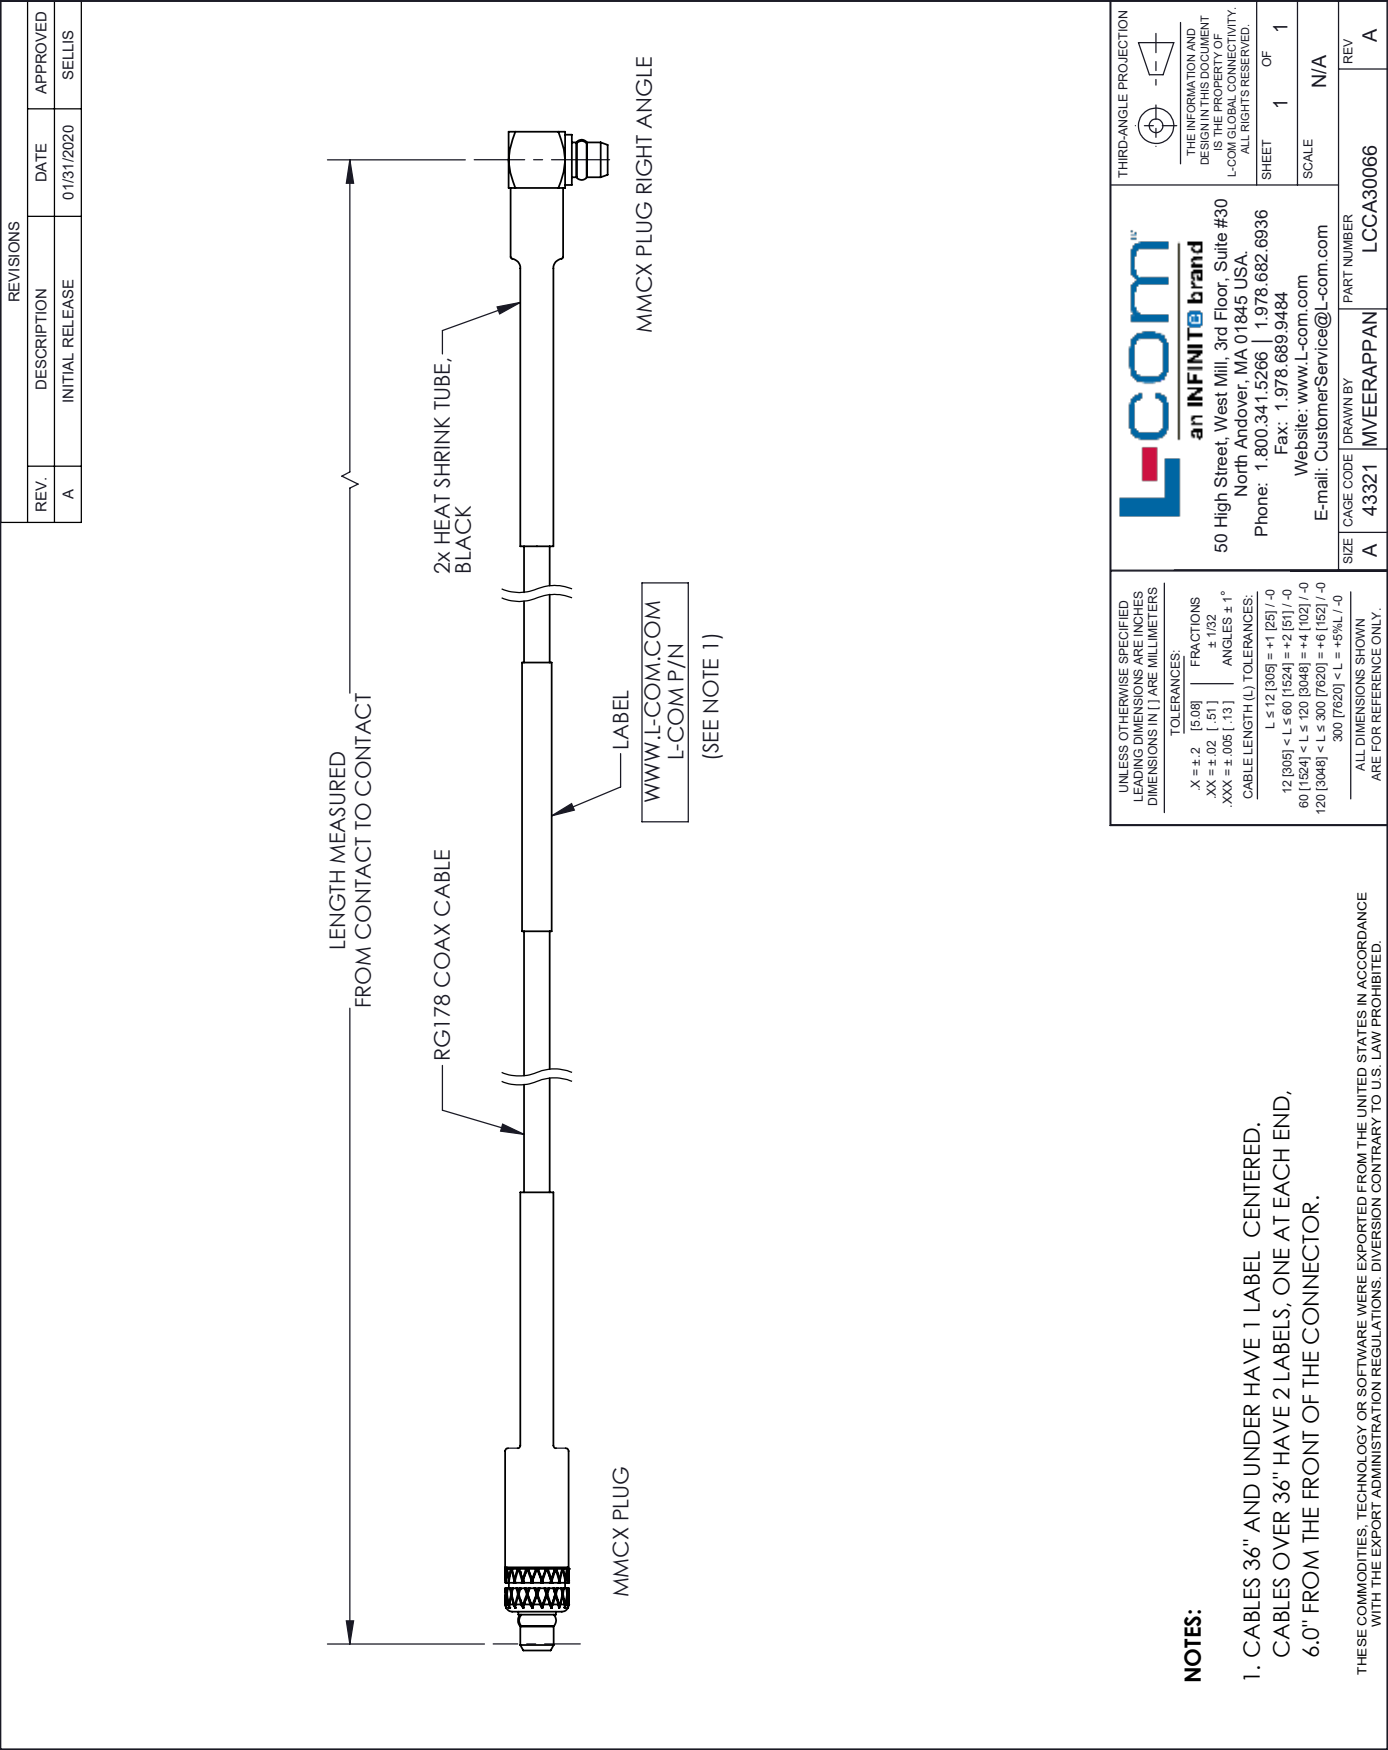 REVISIONS
REV. DESCRIPTION DATE APPROVED
A INITIAL RELEASE 01/31/2020 SELLIS
LENGTH MEASURED
FROM CONTACT TO CONTACT
RG178 COAX CABLE
2x HEAT SHRINK TUBE,
BLACK
LABEL
MMCX PLUG
MMCX PLUG RIGHT ANGLE
WWW.L-COM.COM
L-COM P/N
(SEE NOTE 1)
NOTES:
1. CABLES 36" AND UNDER HAVE 1 LABEL CENTERED.
CABLES OVER 36" HAVE 2 LABELS, ONE AT EACH END,
6.0" FROM THE FRONT OF THE CONNECTOR.
THESE COMMODITIES, TECHNOLOGY OR SOFTWARE WERE EXPORTED FROM THE UNITED STATES IN ACCORDANCE
WITH THE EXPORT ADMINISTRATION REGULATIONS. DIVERSION CONTRARY TO U.S. LAW PROHIBITED.
UNLESS OTHERWISE SPECIFIED
LEADING DIMENSIONS ARE INCHES
DIMENSIONS IN [ ] ARE MILLIMETERS
TOLERANCES:
.X = ± .2 [5.08] FRACTIONS
.XX = ± .02 [ .51 ] ± 1/32
.XXX = ± .005 [ .13 ] ANGLES ± 1°
CABLE LENGTH (L) TOLERANCES:
L ≤ 12 [305] = +1 [25] / -0
12 [305] < L ≤ 60 [1524] = +2 [51] / -0
60 [1524] < L ≤ 120 [3048] = +4 [102] / -0
120 [3048] < L ≤ 300 [7620] = +6 [152] / -0
300 [7620] < L = +5%L / -0
ALL DIMENSIONS SHOWN
ARE FOR REFERENCE ONLY.
L-com
an INFINITe brand
50 High Street, West Mill, 3rd Floor, Suite #30
North Andover, MA 01845 USA.
Phone: 1.800.341.5266 | 1.978.682.6936
Fax: 1.978.689.9484
Website: www.L-com.com
E-mail: CustomerService@L-com.com
THIRD-ANGLE PROJECTION
THE INFORMATION AND
DESIGN IN THIS DOCUMENT
IS THE PROPERTY OF
L-COM GLOBAL CONNECTIVITY.
ALL RIGHTS RESERVED.
SHEET 1 OF 1
SCALE N/A
SIZE CAGE CODE DRAWN BY PART NUMBER REV
A 43321 MVEERAPPAN LCCA30066 A